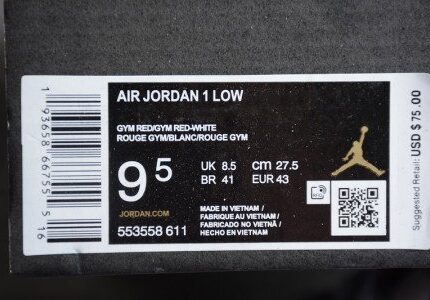 AIR JORDAN 1 LOW
GYM RED/GYM RED-WHITE
ROUGE GYM/BLANC/ROUGE GYM
9 5
UK 8.5
cm 27.5
BR 41
EUR 43
JORDAN.COM
553558 611
MADE IN VIETNAM /
FABRIQUE AU VIETNAM /
FABRICADO NO VIETNÃ /
HECHO EN VIETNAM
1 93658 66755 5 16
Suggested Retail: USD $ 75.00